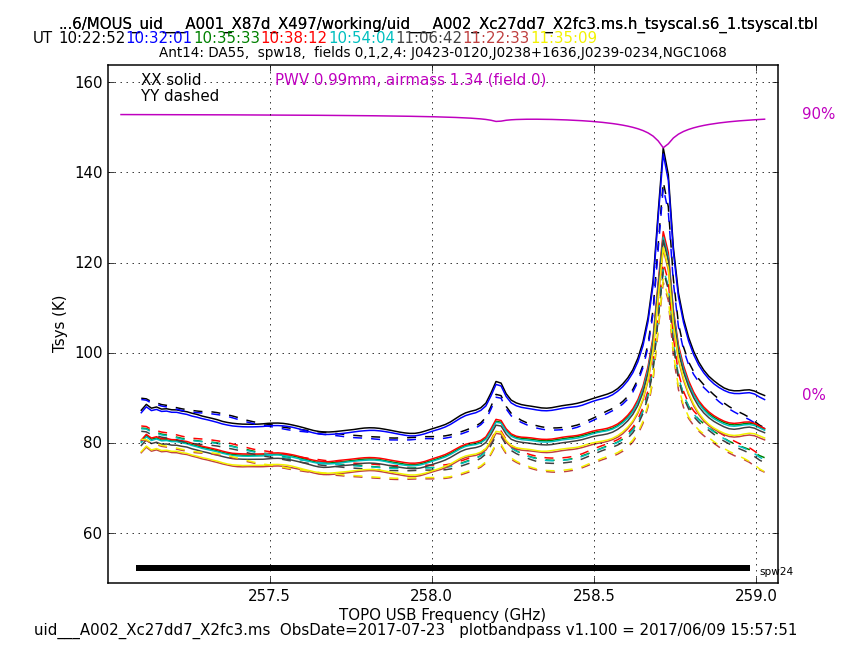 ...6/MOUS_uid___A001_X87d_X497/working/uid___A002_Xc27dd7_X2fc3.ms.h_tsyscal.s6_1.tsyscal.tbl
UT 10:22:52 10:32:01 10:35:33 10:38:12 10:54:04 11:06:42 11:22:33 11:35:09
Ant14: DA55, spw18, fields 0,1,2,4: J0423-0120,J0238+1636,J0239-0234,NGC1068
XX solid
YY dashed
PWV 0.99mm, airmass 1.34 (field 0)
90%
0%
160
140
120
100
80
60
Tsys (K)
spw24
257.5 258.0 258.5 259.0
TOPO USB Frequency (GHz)
uid___A002_Xc27dd7_X2fc3.ms ObsDate=2017-07-23 plotbandpass v1.100 = 2017/06/09 15:57:51